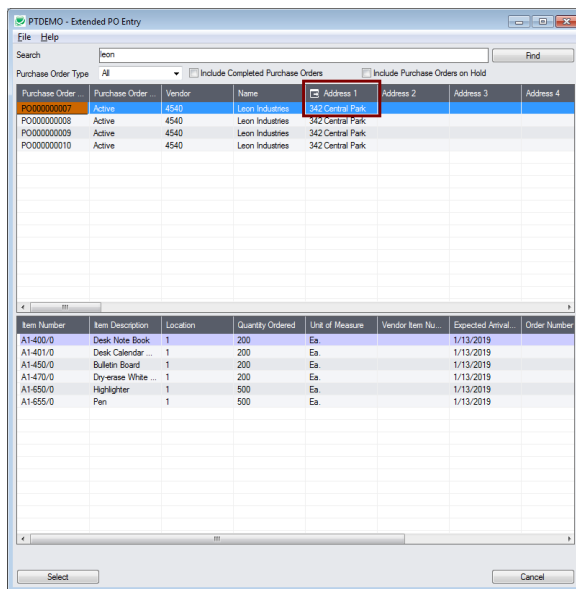 PTDEMO - Extended PO Entry
File Help
Search leon Find
Purchase Order Type All Include Completed Purchase Orders Include Purchase Orders on Hold
Purchase Order ... Purchase Order ... Vendor Name Address 1 Address 2 Address 3 Address 4
PO000000007 Active 4540 Leon Industries 342 Central Park
PO000000008 Active 4540 Leon Industries 342 Central Park
PO000000009 Active 4540 Leon Industries 342 Central Park
PO000000010 Active 4540 Leon Industries 342 Central Park
Item Number Item Description Location Quantity Ordered Unit of Measure Vendor Item Nu... Expected Arrival... Order Number
A1-400/0 Desk Note Book 1 200 Ea. 1/13/2019
A1-401/0 Desk Calendar ... 1 200 Ea. 1/13/2019
A1-450/0 Bulletin Board 1 200 Ea. 1/13/2019
A1-470/0 Dry-erase White ... 1 200 Ea. 1/13/2019
A1-650/0 Highlighter 1 500 Ea. 1/13/2019
A1-655/0 Pen 1 500 Ea. 1/13/2019
Select Cancel